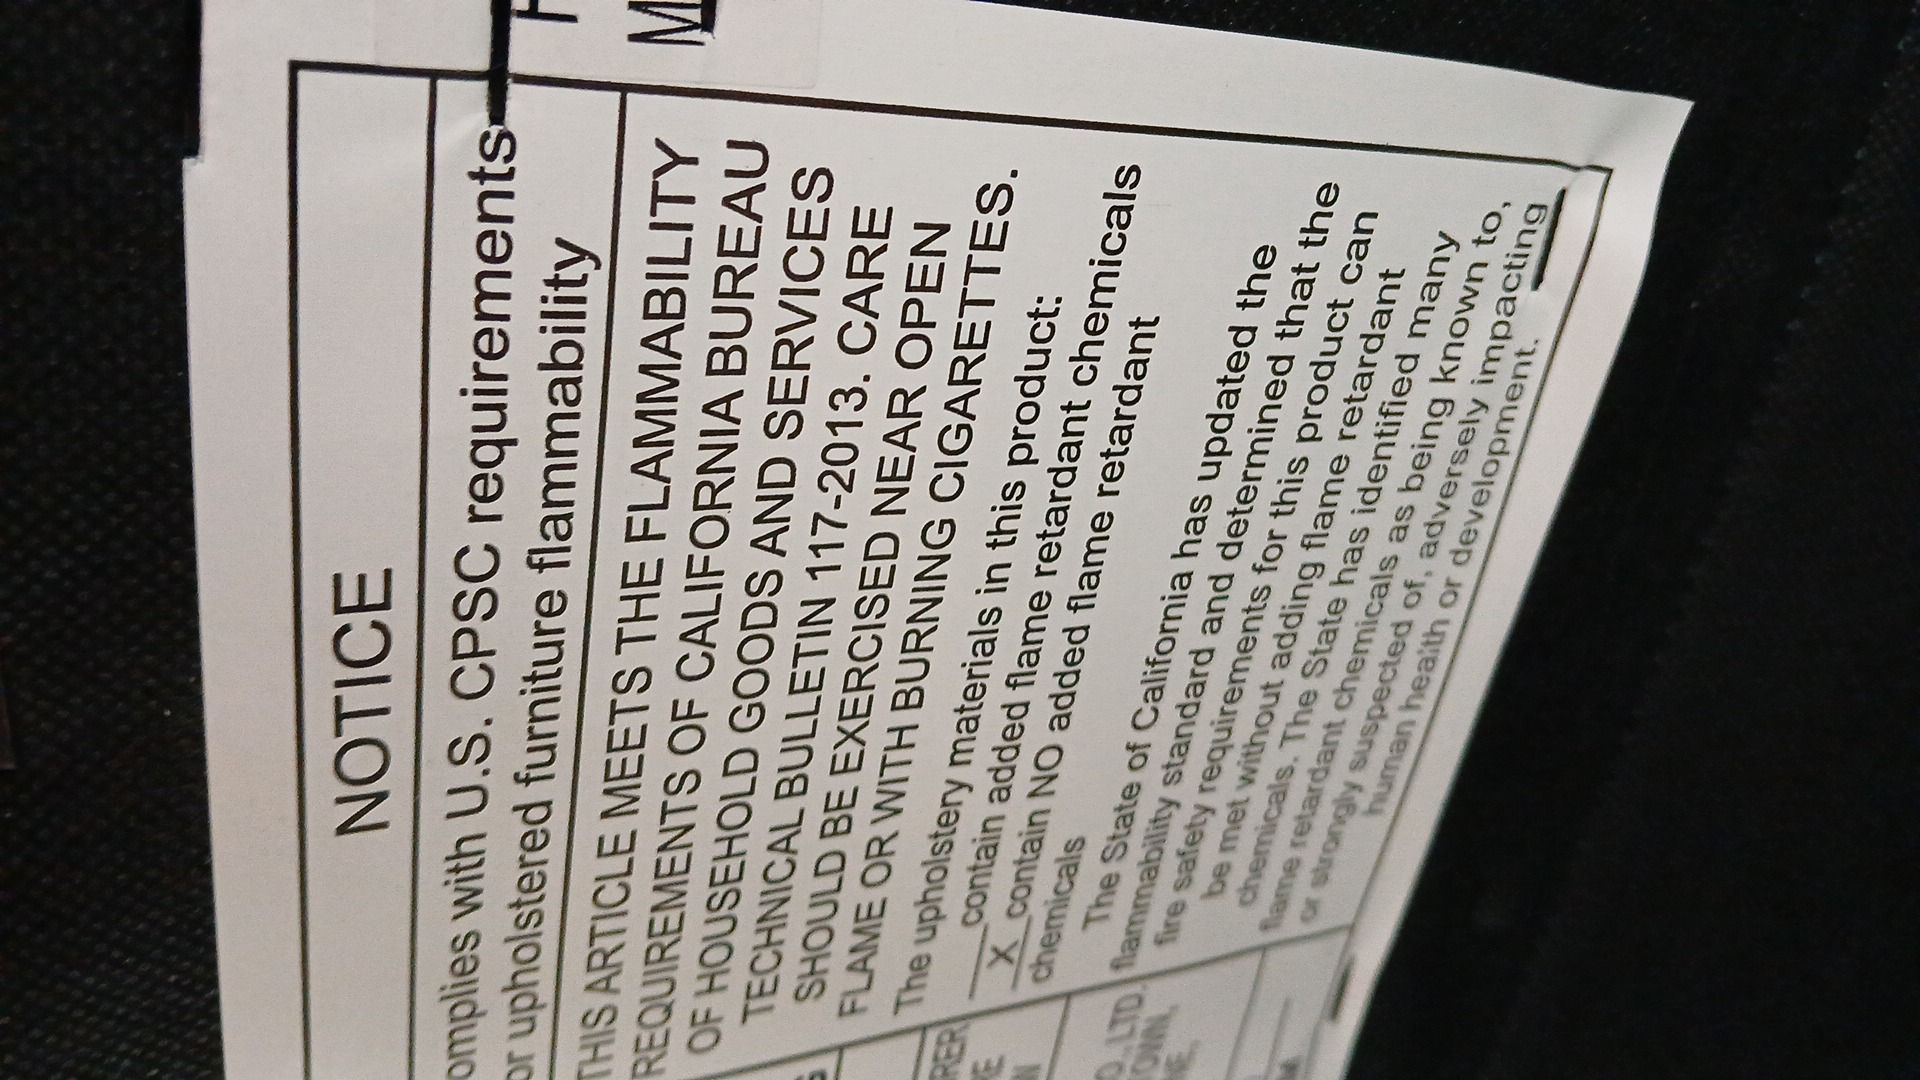 NOTICE
omplies with U.S. CPSC requirements
or upholstered furniture flammability
THIS ARTICLE MEETS THE FLAMMABILITY
REQUIREMENTS OF CALIFORNIA BUREAU
OF HOUSEHOLD GOODS AND SERVICES
TECHNICAL BULLETIN 117-2013. CARE
SHOULD BE EXERCISED NEAR OPEN
FLAME OR WITH BURNING CIGARETTES.
The upholstery materials in this product:
__contain added flame retardant chemicals
X contain NO added flame retardant
chemicals
The State of California has updated the
flammability standard and determined that the
fire safety requirements for this product can
be met without adding flame retardant
chemicals. The State has identified many
flame retardant chemicals as being known to,
or strongly suspected of, adversely impacting
human health or development.
RER
O., LTD.
TOWN,